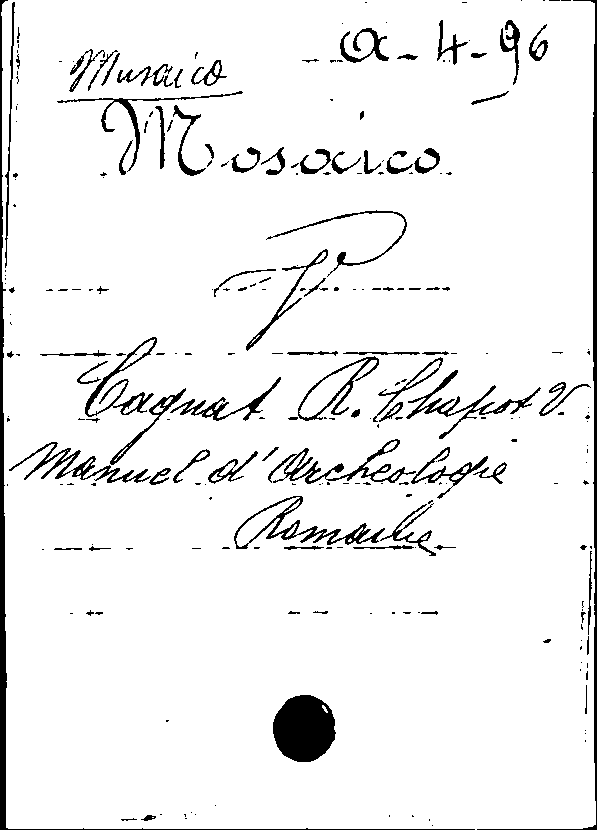 Musaico
a-4-96
Mosaico
V
Cagnat R. Chapot V.
Manuel d'Archeologie
Romaine